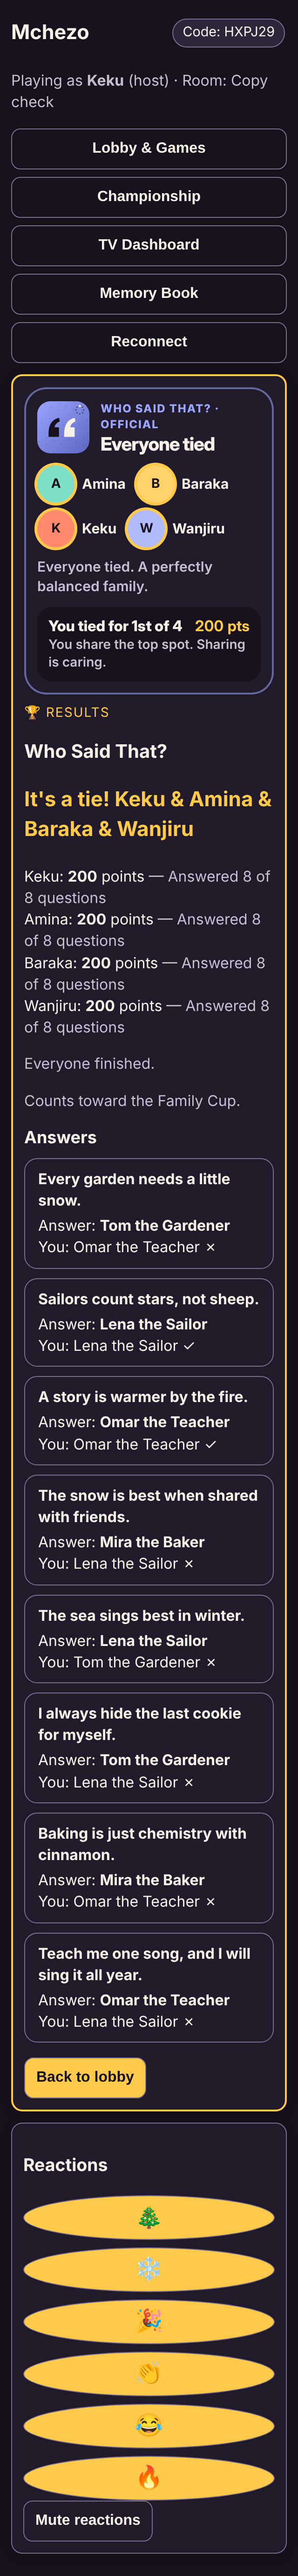 Mchezo
Code: HXPJ29
Playing as Keku (host) · Room: Copy
check
Lobby & Games
Championship
TV Dashboard
Memory Book
Reconnect
WHO SAID THAT? ·
OFFICIAL
Everyone tied
A Amina B Baraka
K Keku W Wanjiru
Everyone tied. A perfectly
balanced family.
You tied for 1st of 4 200 pts
You share the top spot. Sharing
is caring.
🏆 RESULTS
Who Said That?
It's a tie! Keku & Amina &
Baraka & Wanjiru
Keku: 200 points — Answered 8 of
8 questions
Amina: 200 points — Answered 8
of 8 questions
Baraka: 200 points — Answered 8
of 8 questions
Wanjiru: 200 points — Answered 8
of 8 questions
Everyone finished.
Counts toward the Family Cup.
Answers
Every garden needs a little
snow.
Answer: Tom the Gardener
You: Omar the Teacher ×
Sailors count stars, not sheep.
Answer: Lena the Sailor
You: Lena the Sailor ✓
A story is warmer by the fire.
Answer: Omar the Teacher
You: Omar the Teacher ✓
The snow is best when shared
with friends.
Answer: Mira the Baker
You: Lena the Sailor ×
The sea sings best in winter.
Answer: Lena the Sailor
You: Tom the Gardener ×
I always hide the last cookie
for myself.
Answer: Tom the Gardener
You: Lena the Sailor ×
Baking is just chemistry with
cinnamon.
Answer: Mira the Baker
You: Omar the Teacher ×
Teach me one song, and I will
sing it all year.
Answer: Omar the Teacher
You: Lena the Sailor ×
Back to lobby
Reactions
Mute reactions